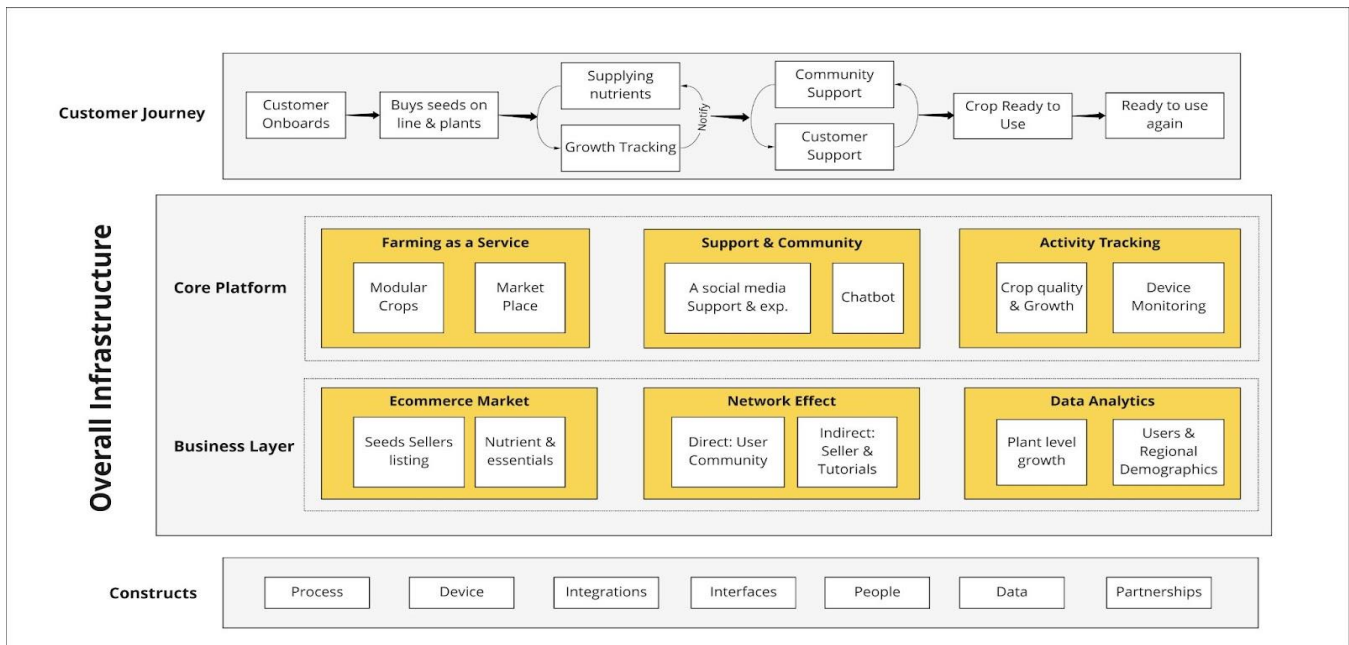 Customer Journey
Customer
Onboards
Buys seeds on
line & plants
Supplying
nutrients
Growth Tracking
Notify
Community
Support
Customer
Support
Crop Ready to
Use
Ready to use
again
Overall Infrastructure
Core Platform
Farming as a Service
Modular
Crops
Market
Place
Support & Community
A social media
Support & exp.
Chatbot
Activity Tracking
Crop quality
& Growth
Device
Monitoring
Business Layer
Ecommerce Market
Seeds Sellers
listing
Nutrient &
essentials
Network Effect
Direct: User
Community
Indirect:
Seller &
Tutorials
Data Analytics
Plant level
growth
Users &
Regional
Demographics
Constructs
Process
Device
Integrations
Interfaces
People
Data
Partnerships